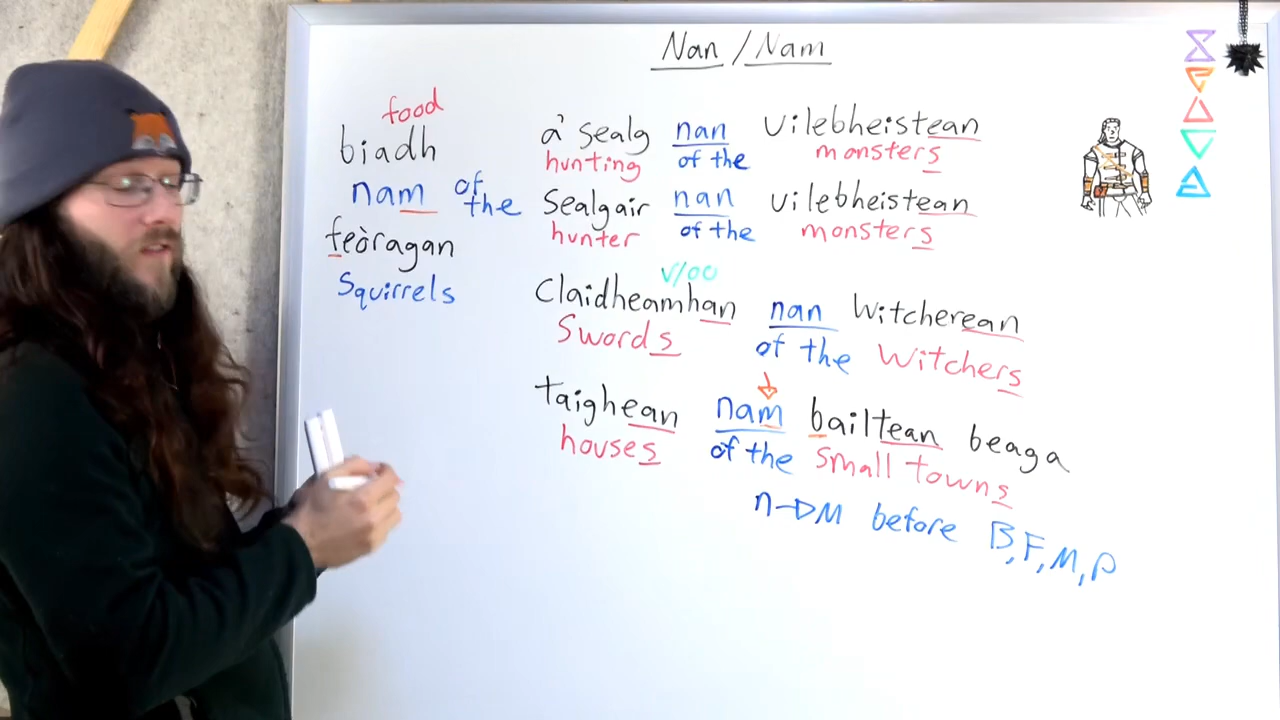 Nan / Nam
food
biadh
nam of the
feòragan
Squirrels
a' sealg nan uilebheistean
hunting of the monsters
Sealgair nan uilebheistean
hunter of the monsters
v/oo
Claidheamhan nan Witcherean
Swords of the Witchers
taighean nam bailtean beaga
houses of the small towns
n→M before B, F, M, P